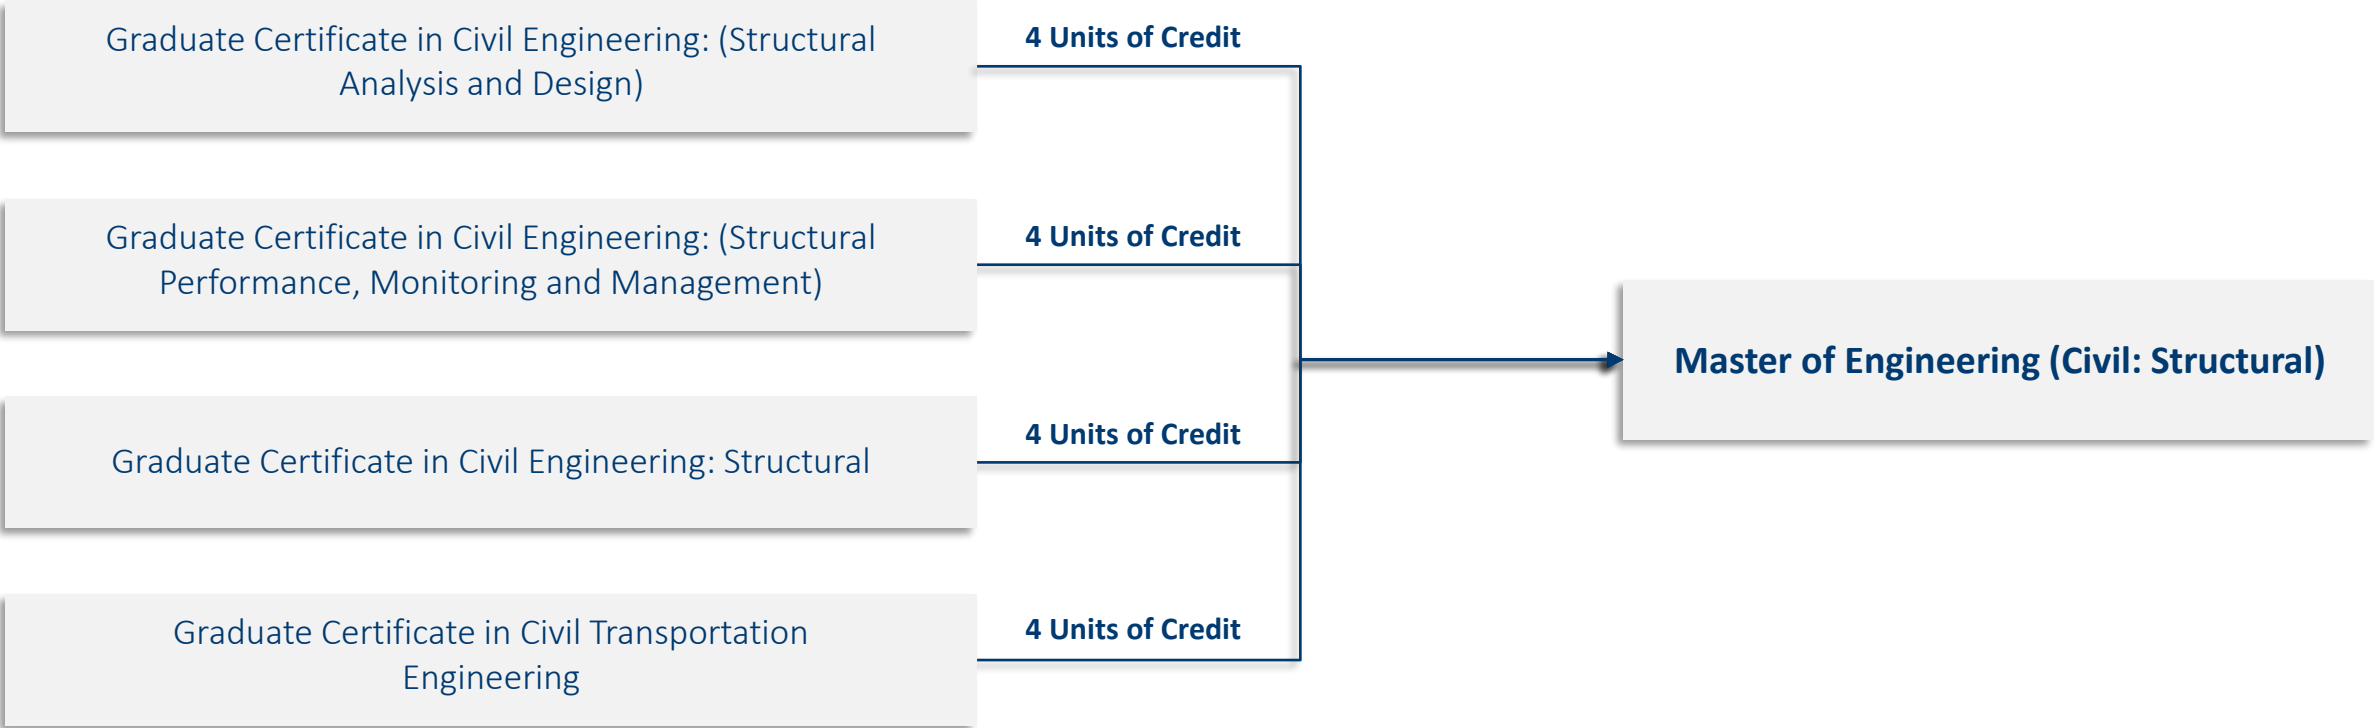 Graduate Certificate in Civil Engineering: (Structural
Analysis and Design)
4 Units of Credit
Graduate Certificate in Civil Engineering: (Structural
Performance, Monitoring and Management)
4 Units of Credit
Graduate Certificate in Civil Engineering: Structural
4 Units of Credit
Graduate Certificate in Civil Transportation
Engineering
4 Units of Credit
Master of Engineering (Civil: Structural)